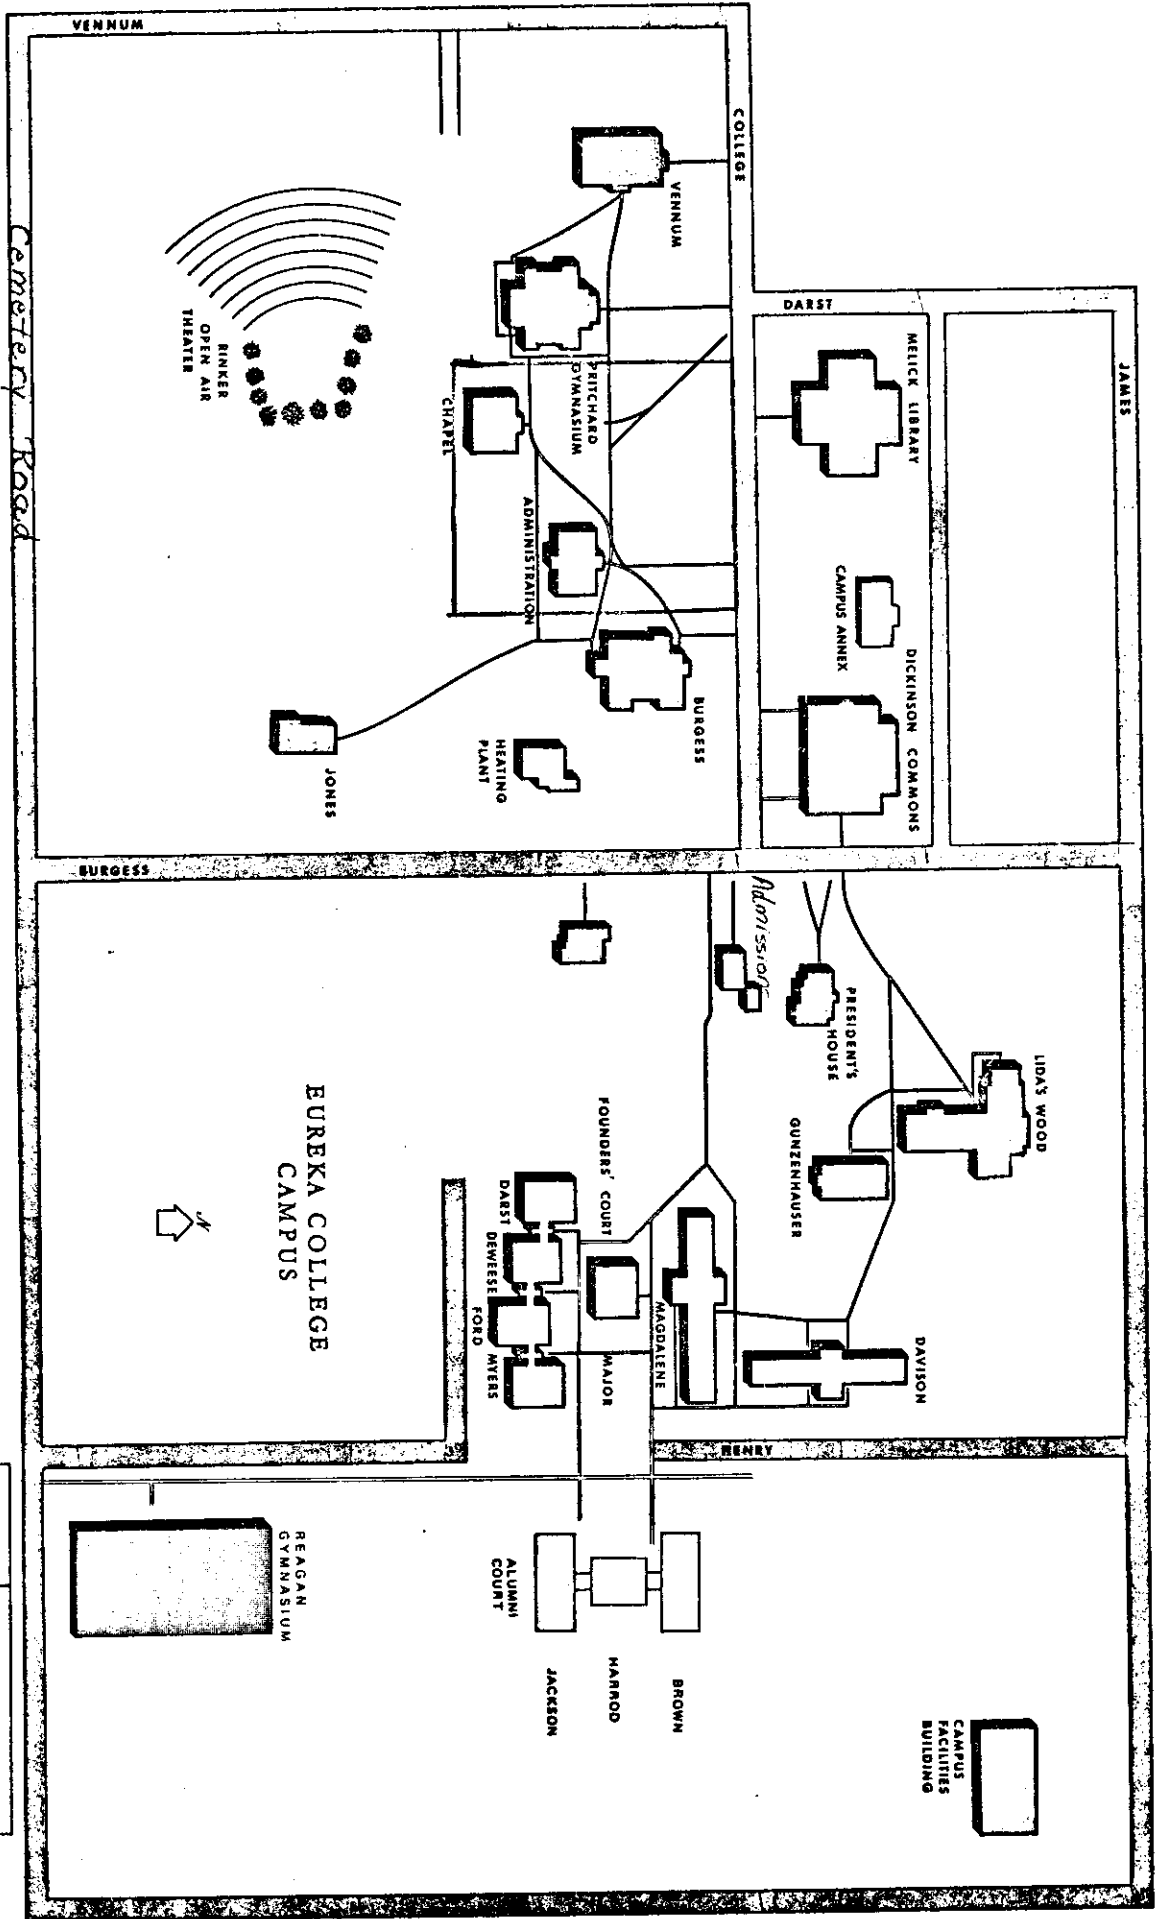 JAMES
DARST
MELICK LIBRARY
CAMPUS ANNEX
DICKINSON COMMONS
COLLEGE
VENNUM
VENNUM
PRITCHARD
GYMNASIUM
CHAPEL
ADMINISTRATION
BURGESS
HEATING
PLANT
JONES
RINKER
OPEN AIR
THEATER
Cemetery Road
BURGESS
LIDA'S WOOD
PRESIDENT'S
HOUSE
Admissions
GUNZENHAUSER
DAVISON
MAGDALENE
MAJOR
FOUNDERS' COURT
DARST
DEWEESE
FORD
MYERS
HENRY
EUREKA COLLEGE
CAMPUS
N
CAMPUS
FACILITIES
BUILDING
BROWN
HARROD
JACKSON
ALUMNI
COURT
REAGAN
GYMNASIUM